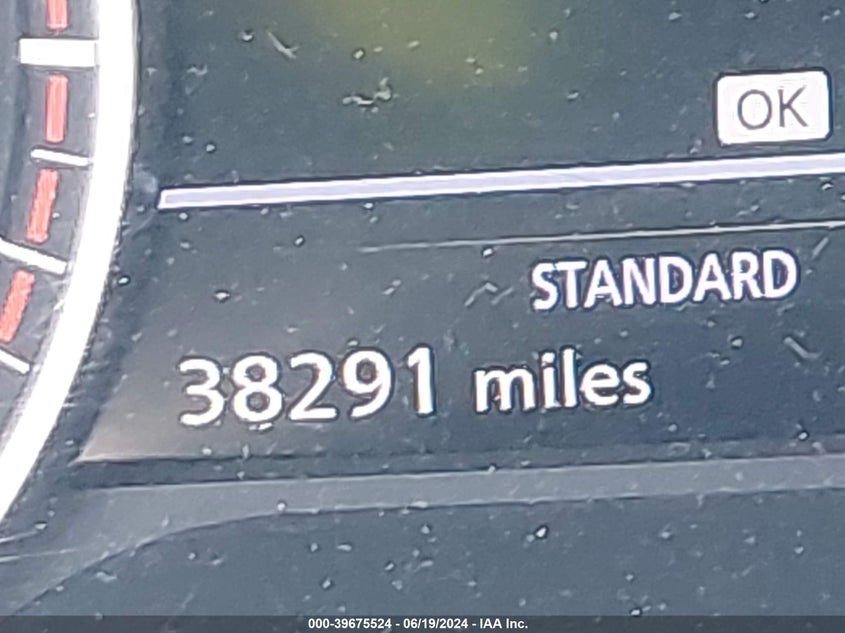 OK
STANDARD
38291 miles
000-39675524 - 06/19/2024 - IAA Inc.